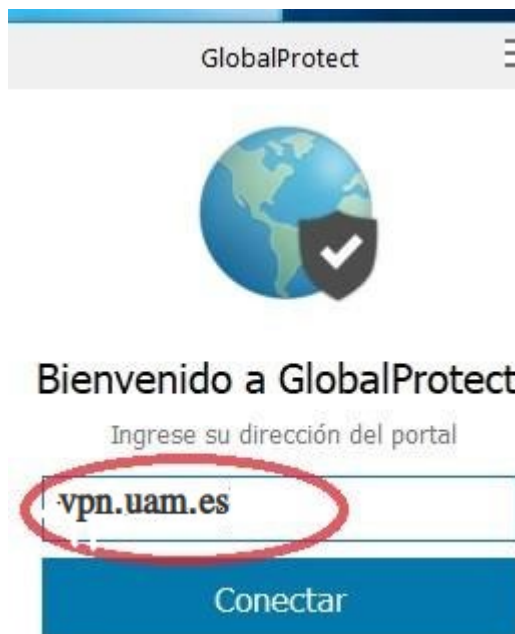 GlobalProtect
Bienvenido a GlobalProtect
Ingrese su dirección del portal
vpn.uam.es
Conectar